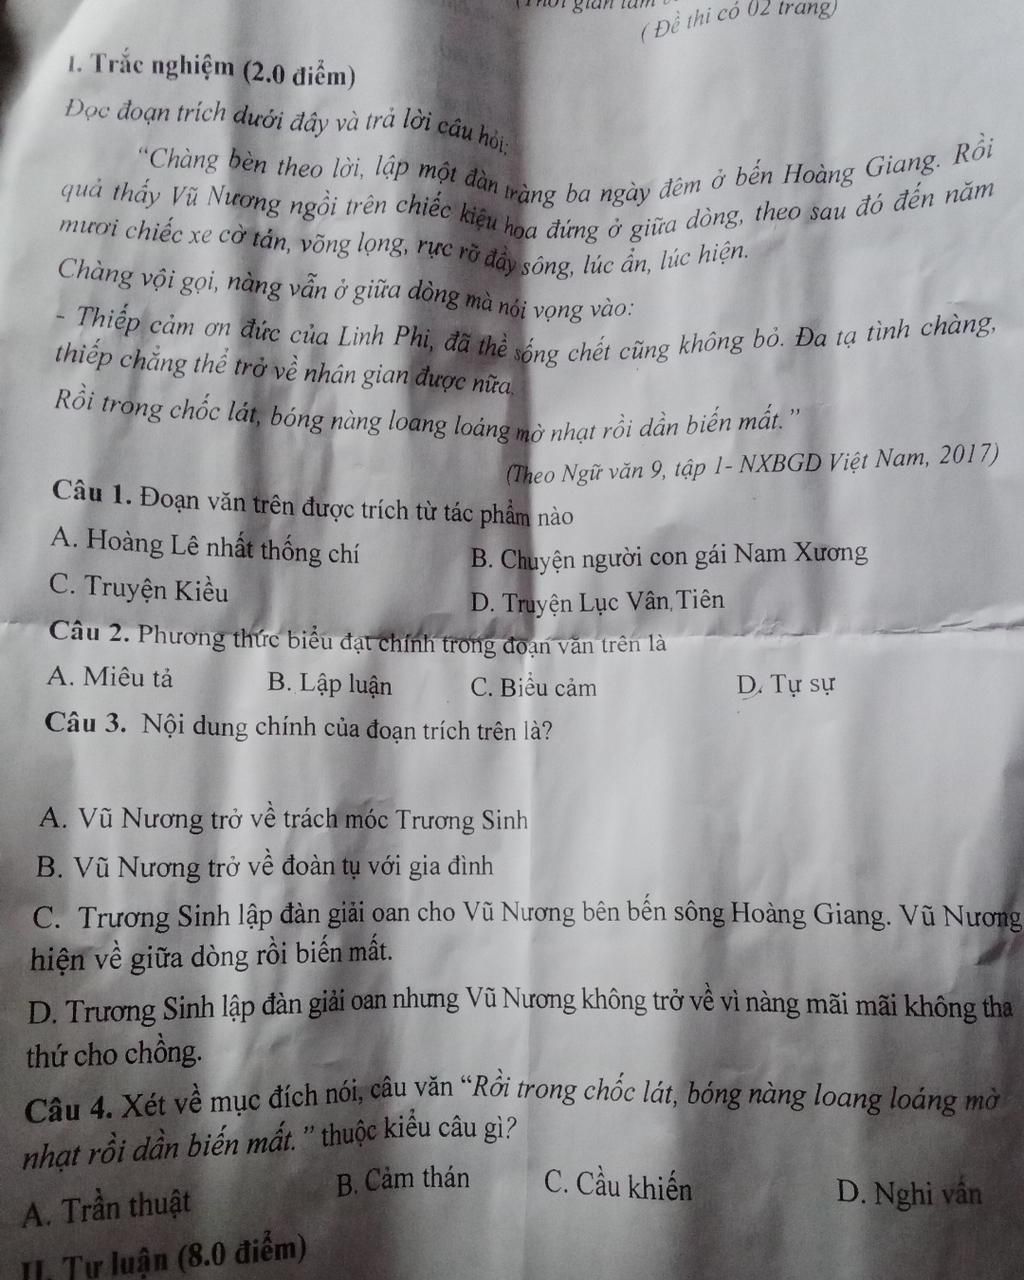 ( Đề thi có 02 trang)
I. Trắc nghiệm (2.0 điểm)
Đọc đoạn trích dưới đây và trả lời câu hỏi:
“Chàng bèn theo lời, lập một đàn tràng ba ngày đêm ở bến Hoàng Giang. Rồi
quả thấy Vũ Nương ngồi trên chiếc kiệu hoa đứng ở giữa dòng, theo sau đó đến năm
mươi chiếc xe cờ tán, võng lọng, rực rỡ đầy sông, lúc ẩn, lúc hiện.
Chàng vội gọi, nàng vẫn ở giữa dòng mà nói vọng vào:
- Thiếp cảm ơn đức của Linh Phi, đã thề sống chết cũng không bỏ. Đa tạ tình chàng,
thiếp chẳng thể trở về nhân gian được nữa.
Rồi trong chốc lát, bóng nàng loang loáng mờ nhạt rồi dần biến mất.”
(Theo Ngữ văn 9, tập 1- NXBGD Việt Nam, 2017)
Câu 1. Đoạn văn trên được trích từ tác phẩm nào
A. Hoàng Lê nhất thống chí B. Chuyện người con gái Nam Xương
C. Truyện Kiều D. Truyện Lục Vân Tiên
Câu 2. Phương thức biểu đạt chính trong đoạn văn trên là
A. Miêu tả B. Lập luận C. Biểu cảm D. Tự sự
Câu 3. Nội dung chính của đoạn trích trên là?
A. Vũ Nương trở về trách móc Trương Sinh
B. Vũ Nương trở về đoàn tụ với gia đình
C. Trương Sinh lập đàn giải oan cho Vũ Nương bên bến sông Hoàng Giang. Vũ Nương
hiện về giữa dòng rồi biến mất.
D. Trương Sinh lập đàn giải oan nhưng Vũ Nương không trở về vì nàng mãi mãi không tha
thứ cho chồng.
Câu 4. Xét về mục đích nói, câu văn “Rồi trong chốc lát, bóng nàng loang loáng mờ
nhạt rồi dần biến mất.” thuộc kiểu câu gì?
A. Trần thuật B. Cảm thán C. Cầu khiến D. Nghi vấn
II. Tự luận (8.0 điểm)